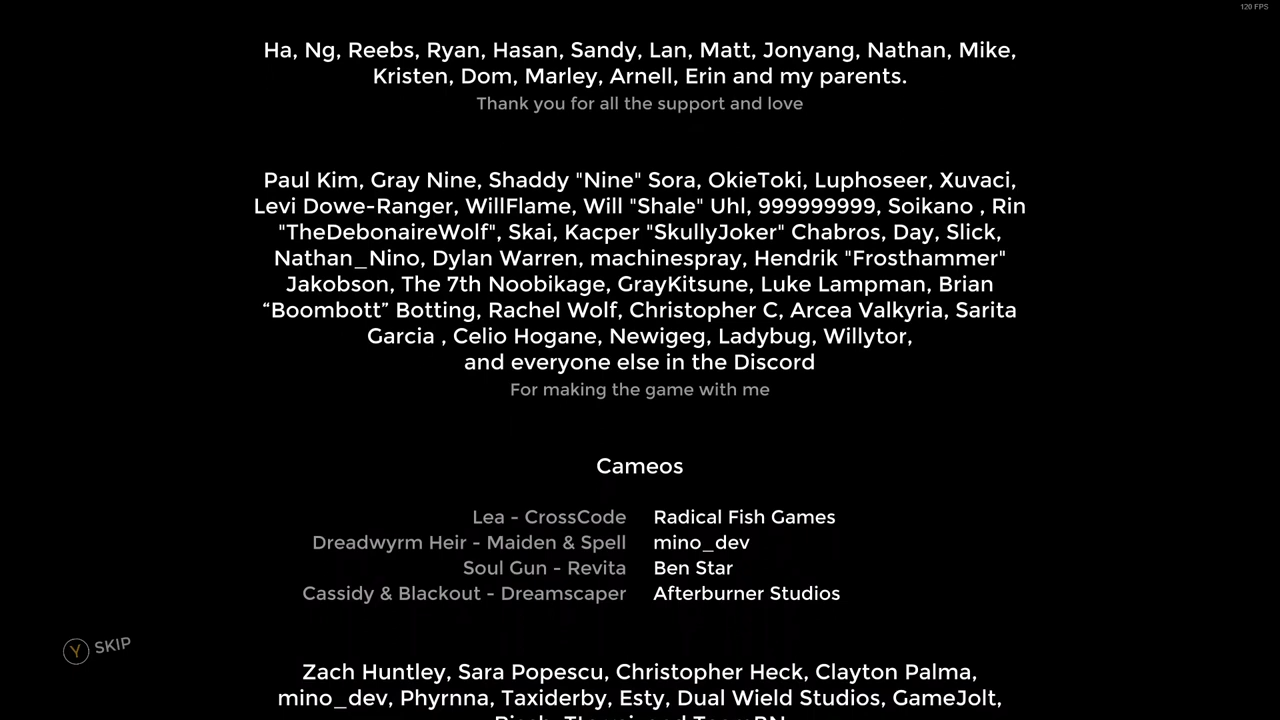 120 FPS
Ha, Ng, Reebs, Ryan, Hasan, Sandy, Lan, Matt, Jonyang, Nathan, Mike,
Kristen, Dom, Marley, Arnell, Erin and my parents.
Thank you for all the support and love
Paul Kim, Gray Nine, Shaddy "Nine" Sora, OkieToki, Luphoseer, Xuvaci,
Levi Dowe-Ranger, WillFlame, Will "Shale" Uhl, 999999999, Soikano , Rin
"TheDebonaireWolf", Skai, Kacper "SkullyJoker" Chabros, Day, Slick,
Nathan_Nino, Dylan Warren, machinespray, Hendrik "Frosthammer"
Jakobson, The 7th Noobikage, GrayKitsune, Luke Lampman, Brian
“Boombott” Botting, Rachel Wolf, Christopher C, Arcea Valkyria, Sarita
Garcia , Celio Hogane, Newigeg, Ladybug, Willytor,
and everyone else in the Discord
For making the game with me
Cameos
Lea - CrossCode Radical Fish Games
Dreadwyrm Heir - Maiden & Spell mino_dev
Soul Gun - Revita Ben Star
Cassidy & Blackout - Dreamscaper Afterburner Studios
Y SKIP
Zach Huntley, Sara Popescu, Christopher Heck, Clayton Palma,
mino_dev, Phyrnna, Taxiderby, Esty, Dual Wield Studios, GameJolt,